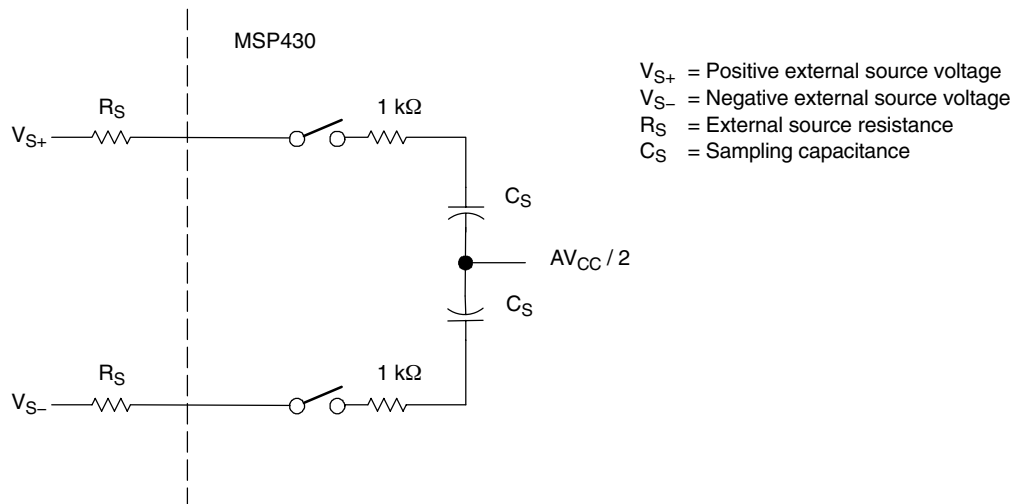 MSP430
V_S+ = Positive external source voltage
V_S− = Negative external source voltage
R_S = External source resistance
C_S = Sampling capacitance
R_S
1 kΩ
V_S+
C_S
AV_CC / 2
C_S
R_S
1 kΩ
V_S−